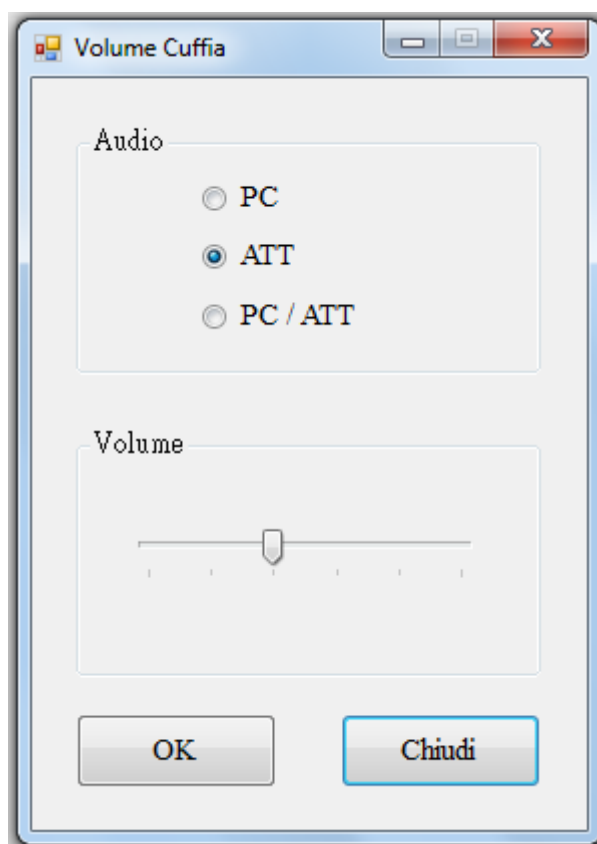 Volume Cuffia
Audio
PC
ATT
PC / ATT
Volume
OK
Chiudi